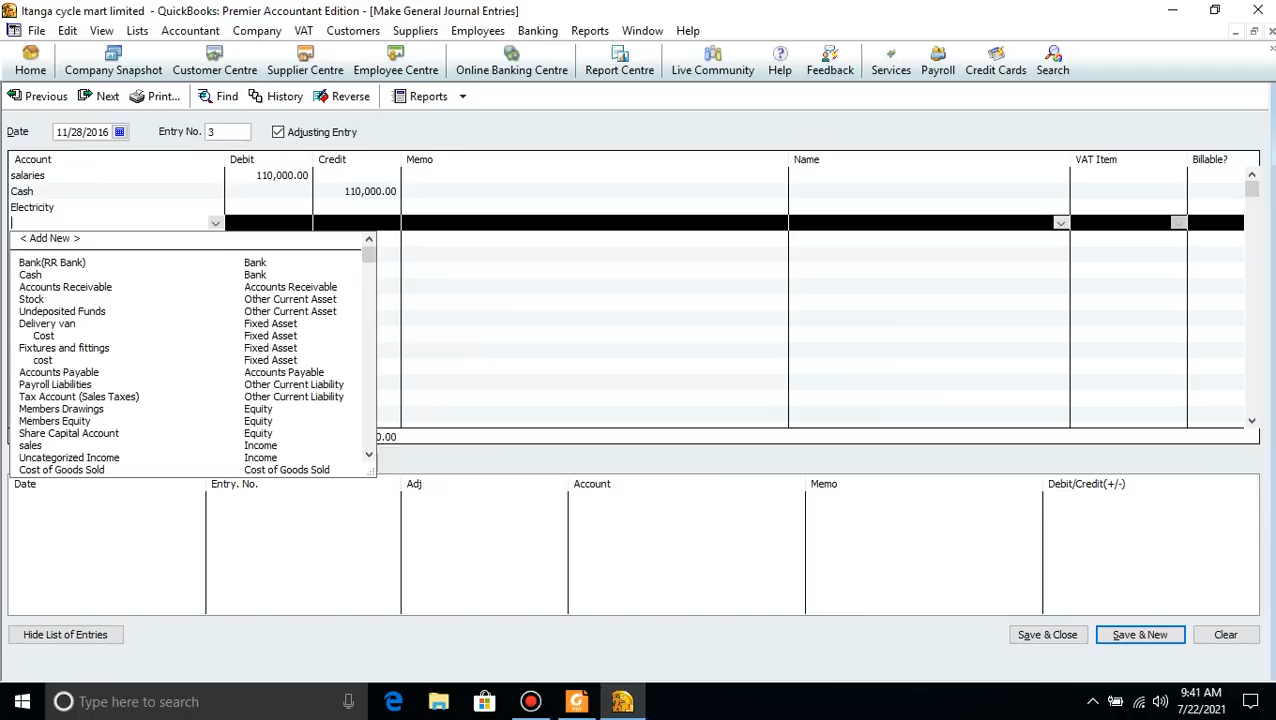 Itanga cycle mart limited - QuickBooks: Premier Accountant Edition - [Make General Journal Entries]
File Edit View Lists Accountant Company VAT Customers Suppliers Employees Banking Reports Window Help
Home Company Snapshot Customer Centre Supplier Centre Employee Centre Online Banking Centre Report Centre Live Community Help Feedback Services Payroll Credit Cards Search
Previous Next Print... Find History Reverse Reports
Date 11/28/2016 Entry No. 3 Adjusting Entry
Account Debit Credit Memo Name VAT Item Billable?
salaries 110,000.00
Cash 110,000.00
Electricity
< Add New >
Bank(RR Bank) Bank
Cash Bank
Accounts Receivable Accounts Receivable
Stock Other Current Asset
Undeposited Funds Other Current Asset
Delivery van Fixed Asset
Cost Fixed Asset
Fixtures and fittings Fixed Asset
cost Fixed Asset
Accounts Payable Accounts Payable
Payroll Liabilities Other Current Liability
Tax Account (Sales Taxes) Other Current Liability
Members Drawings Equity
Members Equity Equity
Share Capital Account Equity
0.00
sales Income
Uncategorized Income Income
Cost of Goods Sold Cost of Goods Sold
Date Entry. No. Adj Account Memo Debit/Credit(+/-)
Hide List of Entries Save & Close Save & New Clear
Type here to search
9:41 AM
7/22/2021